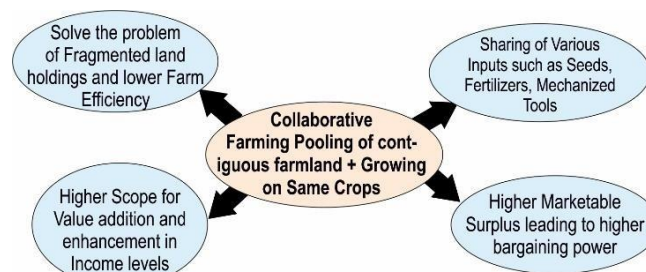 Solve the problem
of Fragmented land
holdings and lower Farm
Efficiency
Sharing of Various
Inputs such as Seeds,
Fertilizers, Mechanized
Tools
Collaborative
Farming Pooling of cont-
iguous farmland + Growing
on Same Crops
Higher Scope for
Value addition and
enhancement in
Income levels
Higher Marketable
Surplus leading to higher
bargaining power